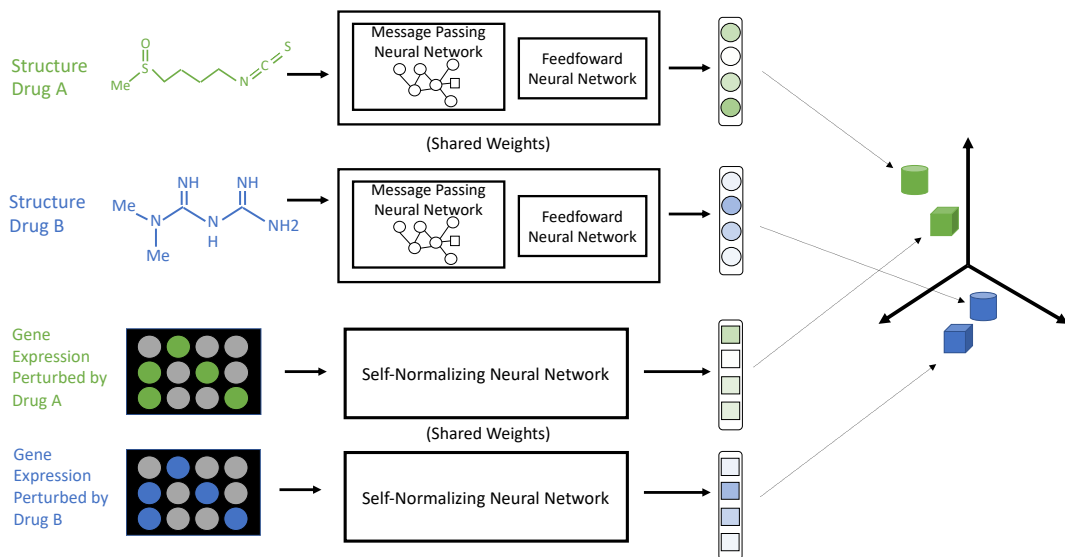 Structure
Drug A
O
S
Me
N
C
S
Message Passing
Neural Network
Feedfoward
Neural Network
(Shared Weights)
Structure
Drug B
NH
NH
Me
N
N
H
NH2
Me
Message Passing
Neural Network
Feedfoward
Neural Network
Gene
Expression
Perturbed by
Drug A
Self-Normalizing Neural Network
(Shared Weights)
Gene
Expression
Perturbed by
Drug B
Self-Normalizing Neural Network